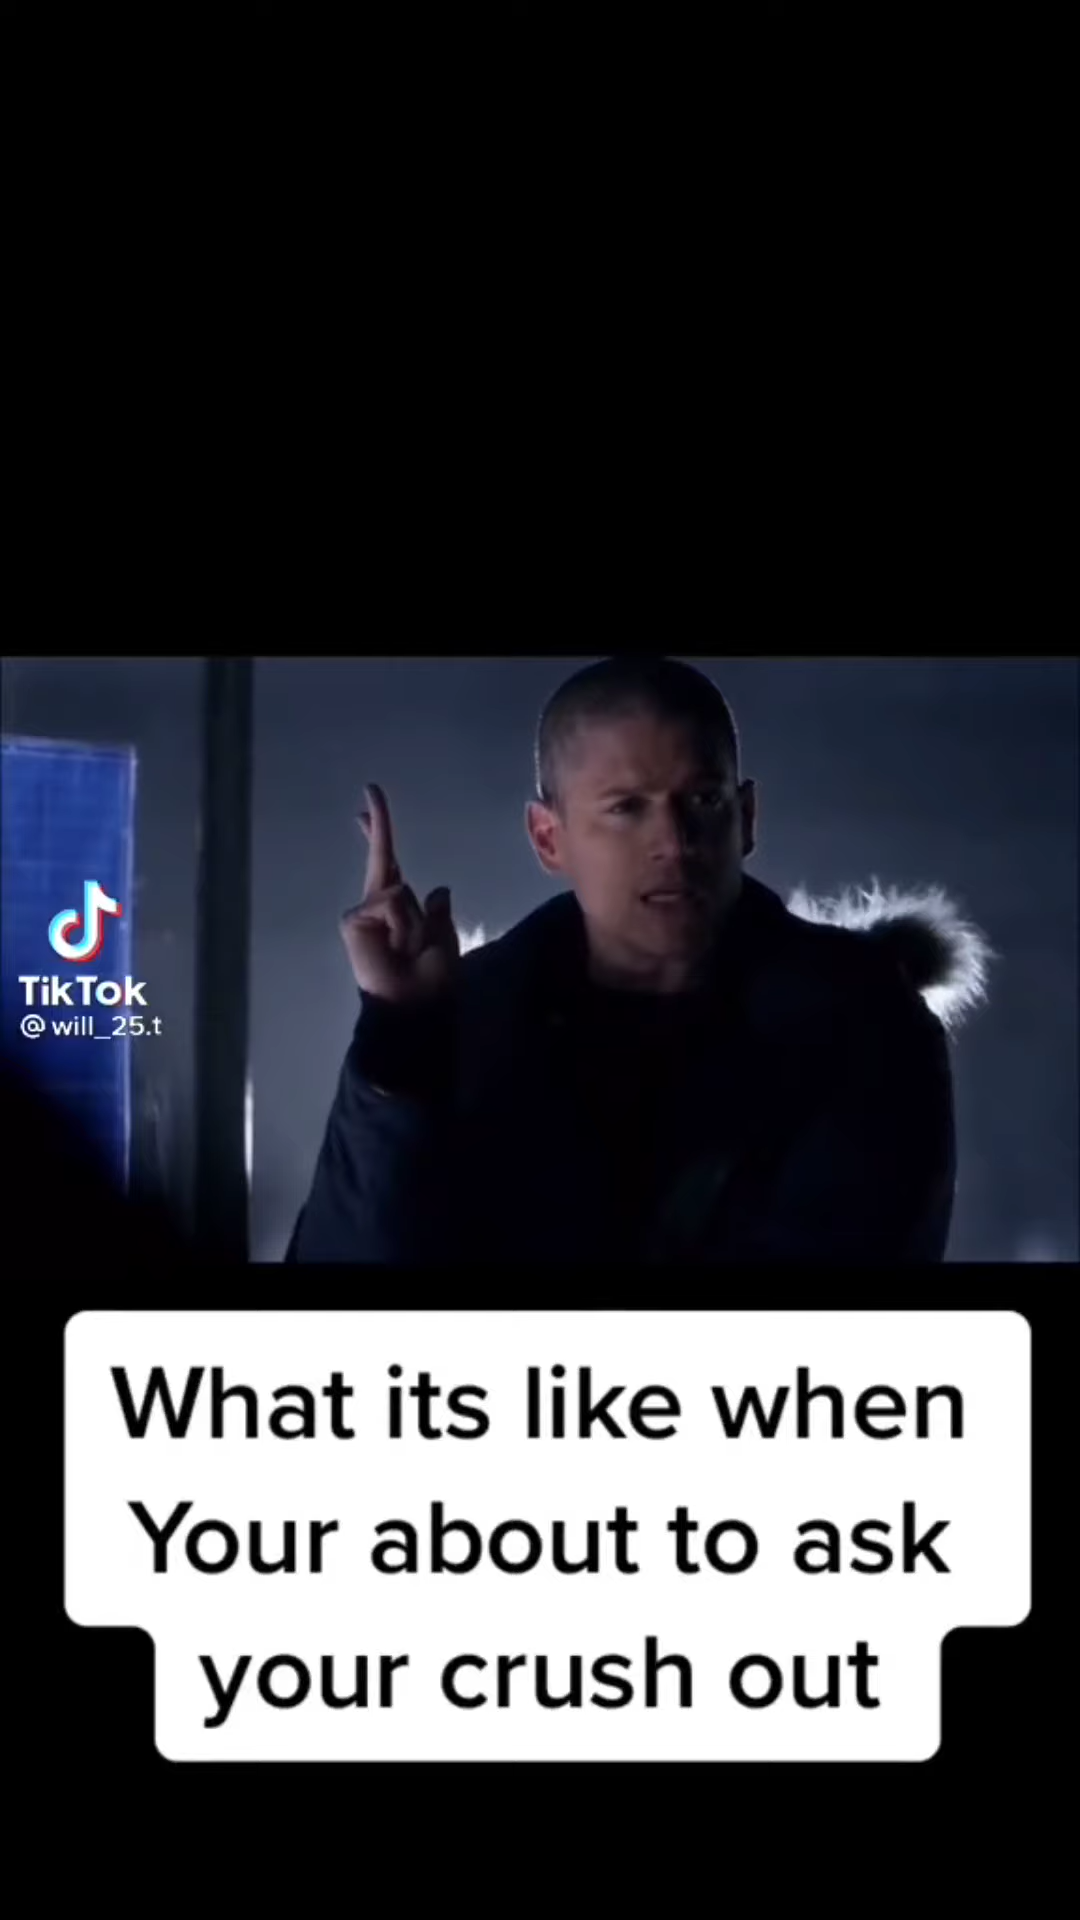 TikTok
@will_25.t
What its like when
Your about to ask
your crush out